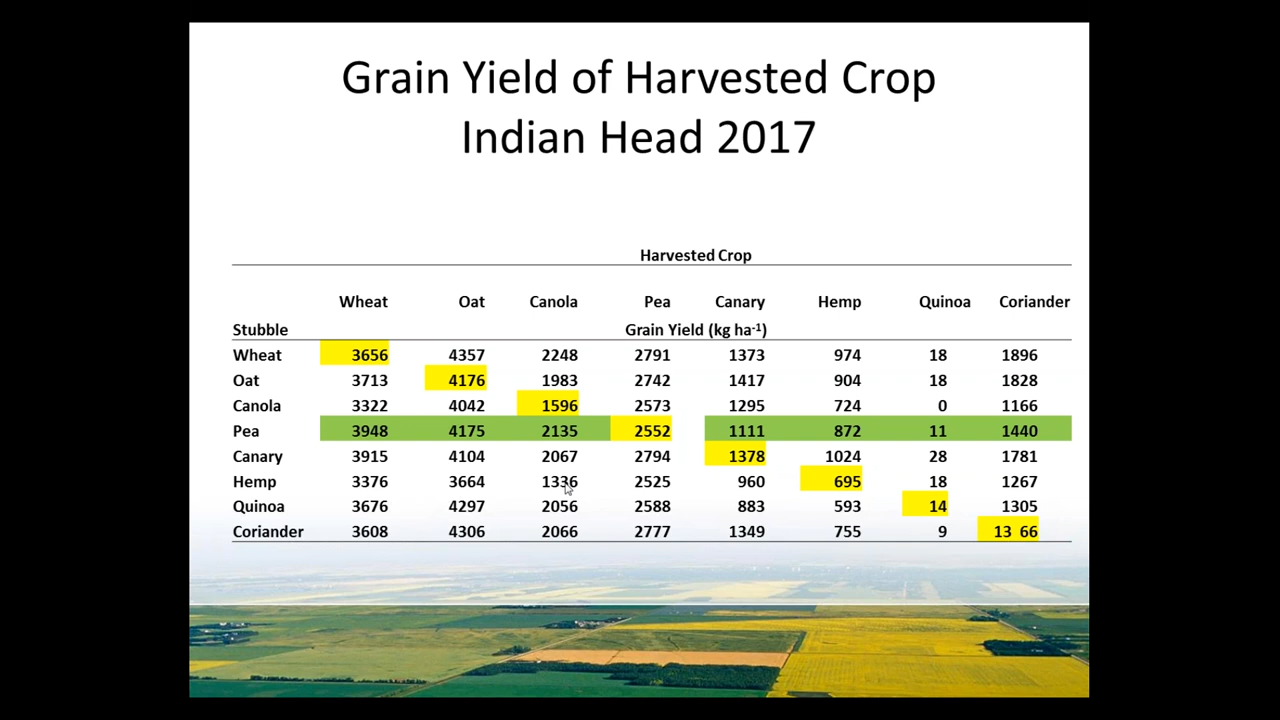 Grain Yield of Harvested Crop
Indian Head 2017
Harvested Crop
Wheat Oat Canola Pea Canary Hemp Quinoa Coriander
Stubble Grain Yield (kg ha-1)
Wheat 3656 4357 2248 2791 1373 974 18 1896
Oat 3713 4176 1983 2742 1417 904 18 1828
Canola 3322 4042 1596 2573 1295 724 0 1166
Pea 3948 4175 2135 2552 1111 872 11 1440
Canary 3915 4104 2067 2794 1378 1024 28 1781
Hemp 3376 3664 1336 2525 960 695 18 1267
Quinoa 3676 4297 2056 2588 883 593 14 1305
Coriander 3608 4306 2066 2777 1349 755 9 13 66